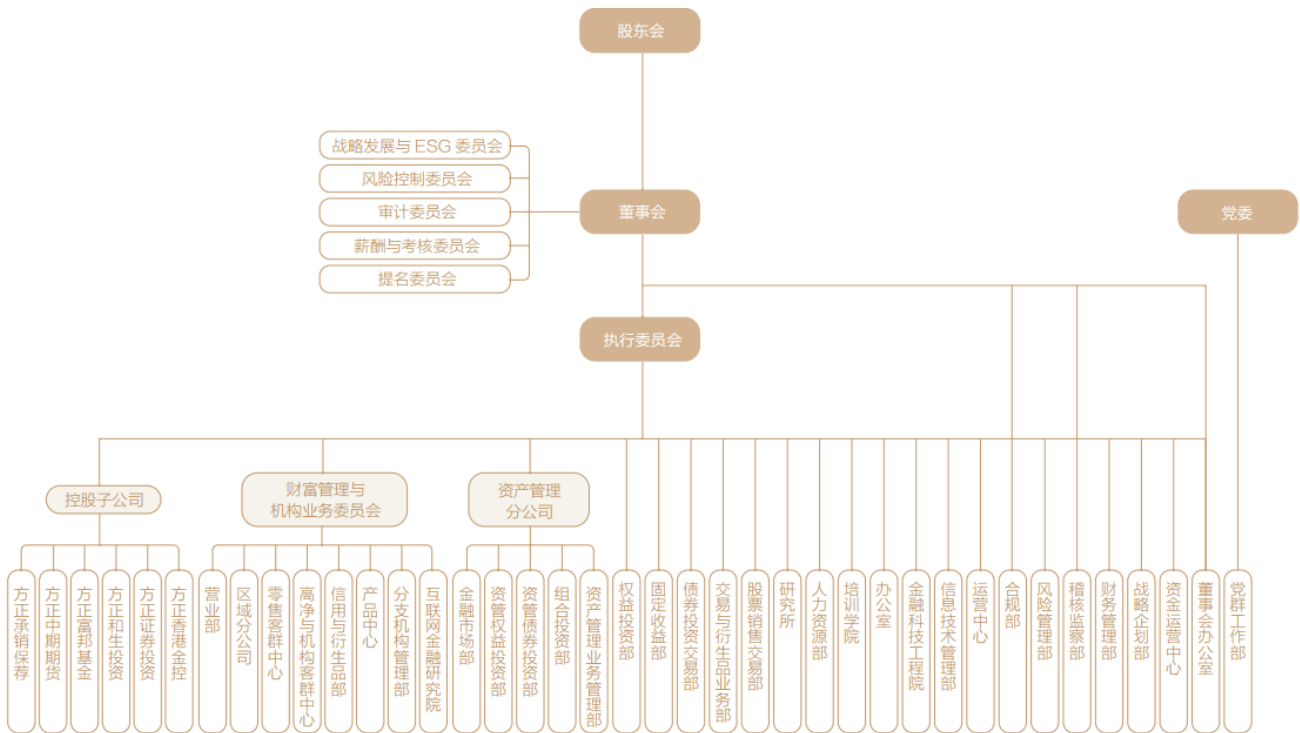 股东会
战略发展与 ESG 委员会
风险控制委员会
审计委员会
薪酬与考核委员会
提名委员会
董事会
党委
执行委员会
控股子公司
财富管理与
机构业务委员会
资产管理
分公司
方正承销保荐
方正中期期货
方正富邦基金
方正和生投资
方正证券投资
方正香港金控
营业部
区域分公司
零售客群中心
高净与机构客群中心
信用与衍生品部
产品中心
分支机构管理部
互联网金融研究院
金融市场部
资管权益投资部
资管债券投资部
组合投资部
资产管理业务管理部
权益投资部
固定收益部
债券投资交易部
交易与衍生品业务部
股票销售交易部
研究所
人力资源部
培训学院
办公室
金融科技工程院
信息技术管理部
运营中心
合规部
风险管理部
稽核监察部
财务管理部
战略企划部
资金运营中心
董事会办公室
党群工作部